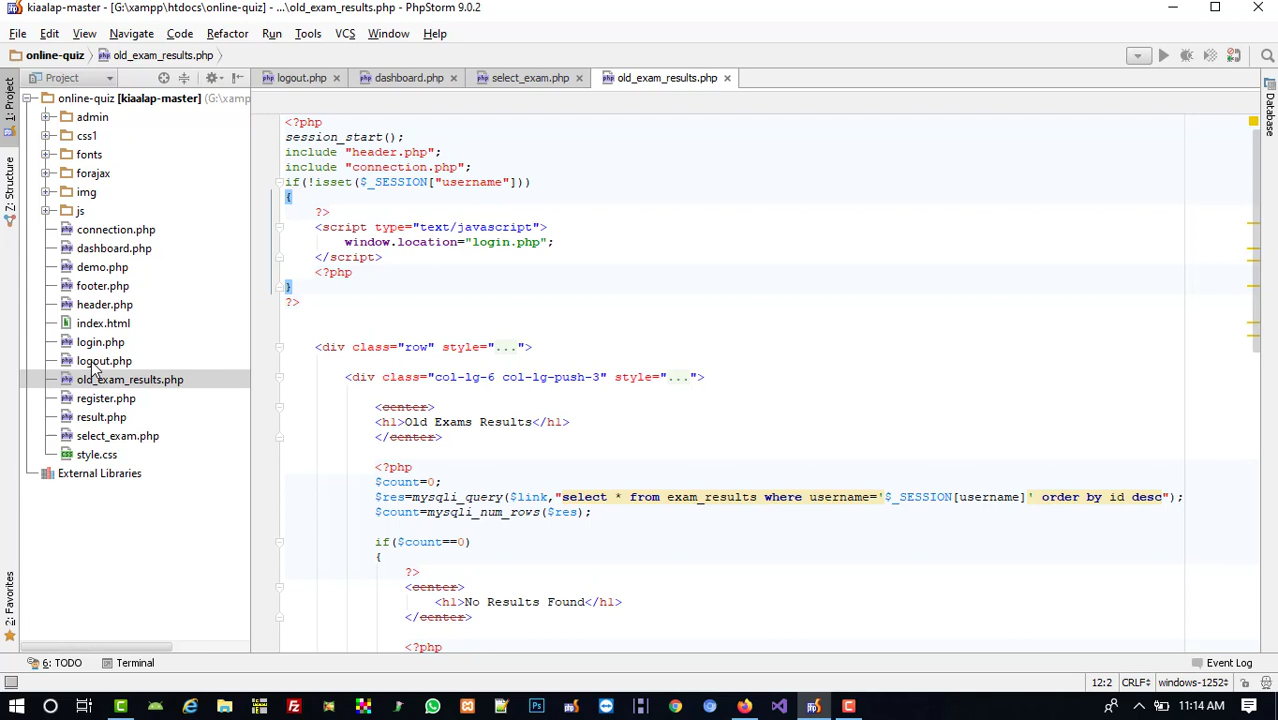 kiaalap-master - [G:\xampp\htdocs\online-quiz] - ...\old_exam_results.php - PhpStorm 9.0.2
File Edit View Navigate Code Refactor Run Tools VCS Window Help
online-quiz old_exam_results.php
Project
logout.php dashboard.php select_exam.php old_exam_results.php
1: Project
7: Structure
2: Favorites
Database
online-quiz [kiaalap-master] (G:\xamp
admin
css1
fonts
forajax
img
js
connection.php
dashboard.php
demo.php
footer.php
header.php
index.html
login.php
logout.php
old_exam_results.php
register.php
result.php
select_exam.php
style.css
External Libraries
<?php
session_start();
include "header.php";
include "connection.php";
if(!isset($_SESSION["username"]))
{
?>
<script type="text/javascript">
window.location="login.php";
</script>
<?php
}
?>
<div class="row" style="...">
<div class="col-lg-6 col-lg-push-3" style="...">
<center>
<h1>Old Exams Results</h1>
</center>
<?php
$count=0;
$res=mysqli_query($link,"select * from exam_results where username='$_SESSION[username]' order by id desc");
$count=mysqli_num_rows($res);
if($count==0)
{
?>
<center>
<h1>No Results Found</h1>
</center>
<?php
6: TODO Terminal Event Log
12:2 CRLF windows-1252
11:14 AM